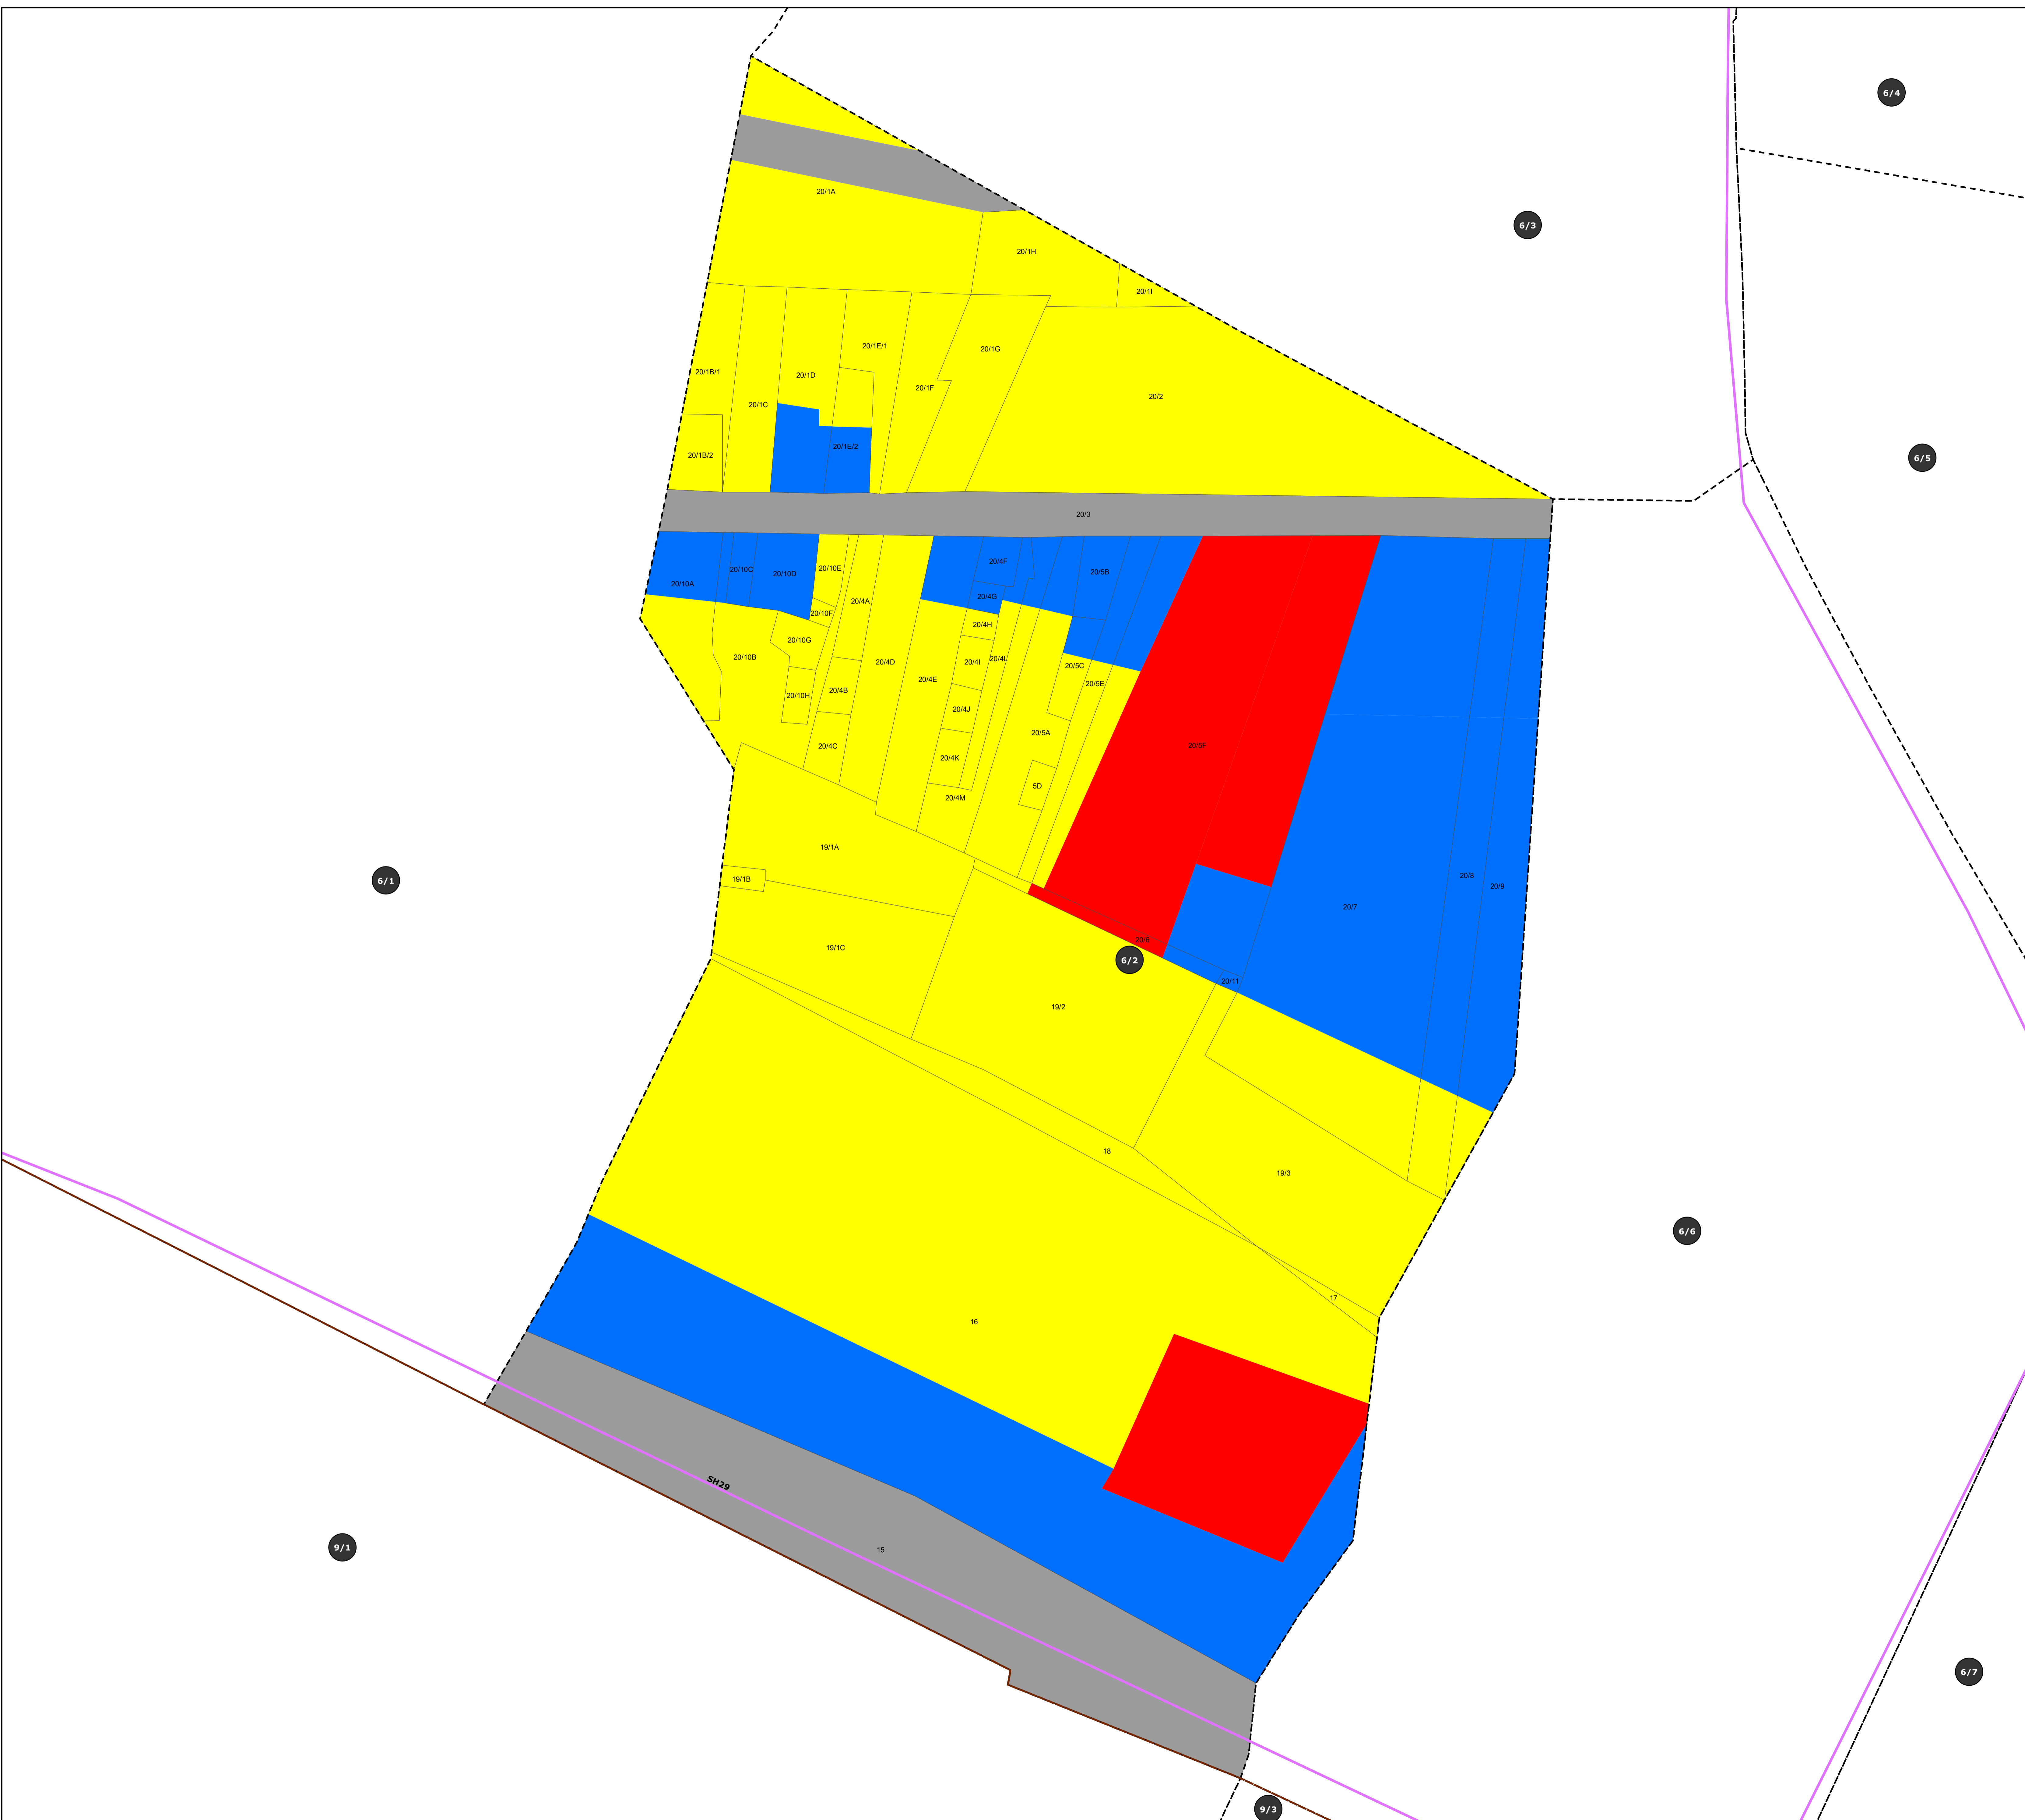 6/4
20/1A
6/3
20/1H
20/1I
20/1E/1
20/1G
20/1B/1
20/1D
20/1F
20/2
20/1C
20/1E/2
20/1B/2
6/5
20/3
20/4F
20/10C
20/10E
20/5B
20/10D
20/10A
20/4G
20/4A
20/10F
20/4H
20/10G
20/10B
20/4L
20/4I
20/4D
20/5C
20/4E
20/5E
20/4B
20/10H
20/4J
20/5A
20/5F
20/4C
20/4K
5D
20/4M
19/1A
20/8
6/1
19/1B
20/9
20/7
20/6
19/1C
6/2
20/11
19/2
18
19/3
6/6
17
16
SH29
9/1
15
6/7
9/3